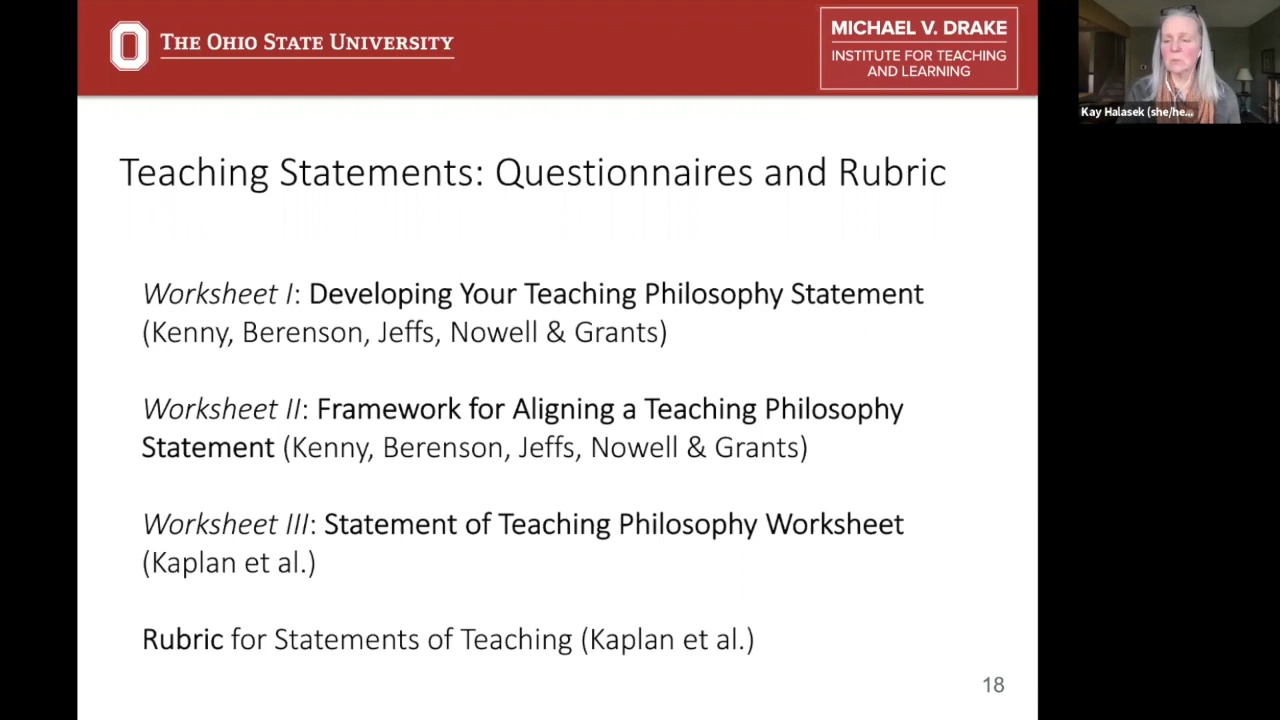 THE OHIO STATE UNIVERSITY
MICHAEL V. DRAKE
INSTITUTE FOR TEACHING
AND LEARNING
Kay Halasek (she/he...
Teaching Statements: Questionnaires and Rubric
Worksheet I: Developing Your Teaching Philosophy Statement
(Kenny, Berenson, Jeffs, Nowell & Grants)
Worksheet II: Framework for Aligning a Teaching Philosophy
Statement (Kenny, Berenson, Jeffs, Nowell & Grants)
Worksheet III: Statement of Teaching Philosophy Worksheet
(Kaplan et al.)
Rubric for Statements of Teaching (Kaplan et al.)
18